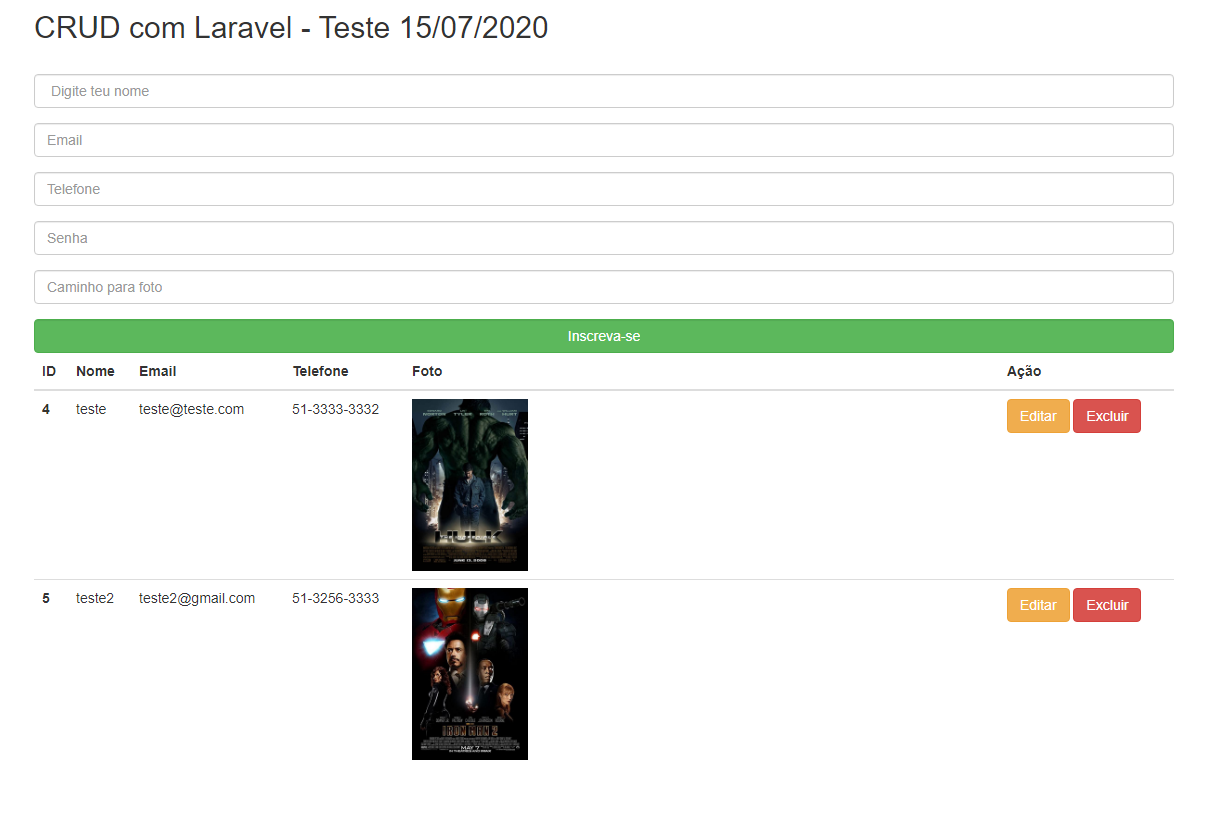 CRUD com Laravel - Teste 15/07/2020
Digite teu nome
Email
Telefone
Senha
Caminho para foto
Inscreva-se
ID Nome Email Telefone Foto Ação
4 teste teste@teste.com 51-3333-3332 Editar Excluir
HULK
JUNE 13, 2008
5 teste2 teste2@gmail.com 51-3256-3333 Editar Excluir
IRON MAN 2
MAY 7